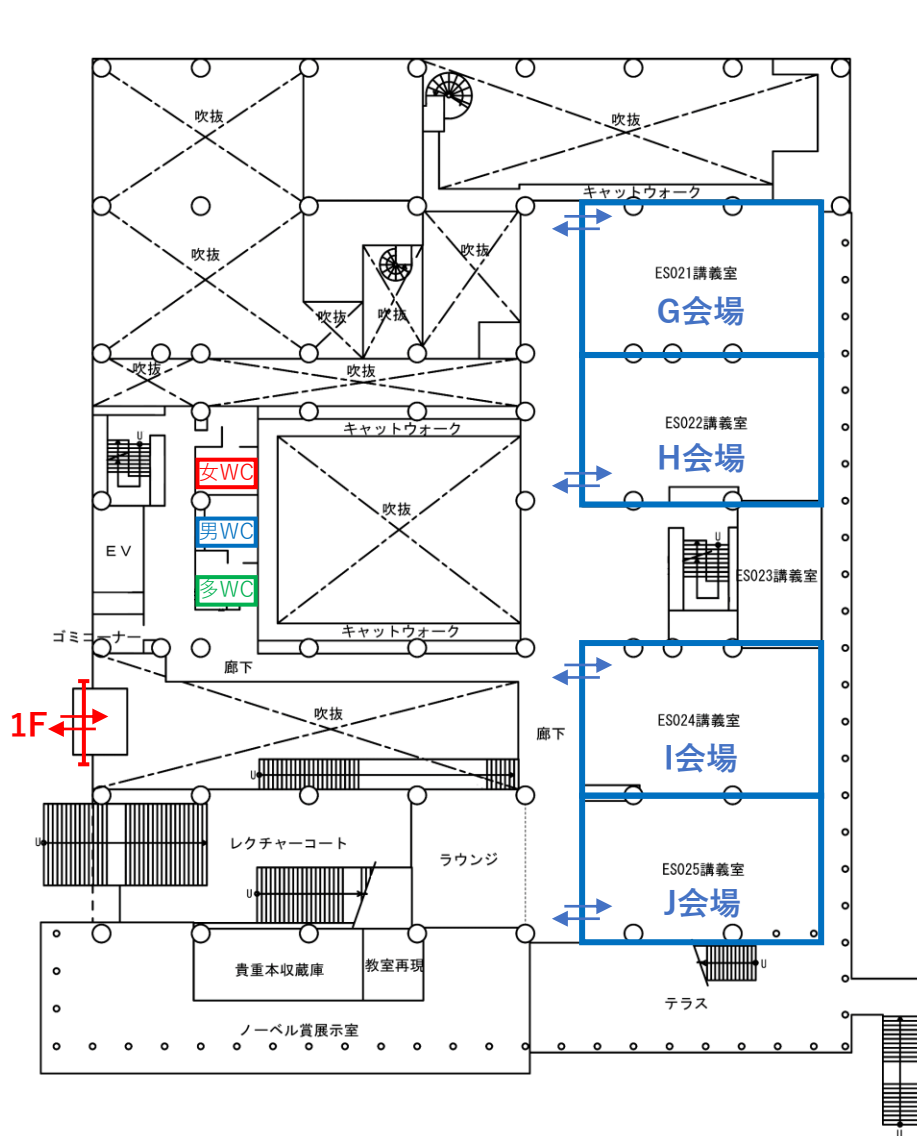 吹抜
吹抜
キャットウォーク
吹抜
吹抜
ES021講義室
G会場
吹抜
吹抜
吹抜
吹抜
キャットウォーク
ES022講義室
H会場
U
女WC
吹抜
男WC
U
EV
ES023講義室
多WC
キャットウォーク
ゴミコーナー
廊下
1F
吹抜
ES024講義室
廊下
I会場
U
U
レクチャーコート
ラウンジ
ES025講義室
U
J会場
貴重本収蔵庫
教室再現
U
テラス
ノーベル賞展示室
U